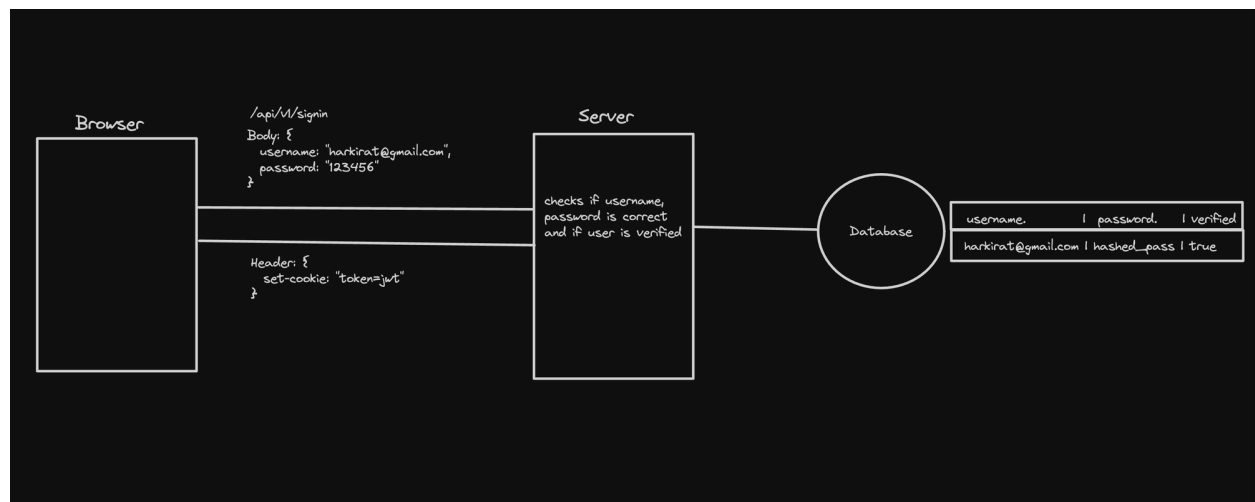 Browser
/api/v1/signin
Body: {
username: "harkirat@gmail.com",
password: "123456"
}
Header: {
set-cookie: "token=jwt"
}
Server
checks if username,
password is correct
and if user is verified
Database
username. | password. | verified
harkirat@gmail.com | hashed_pass | true